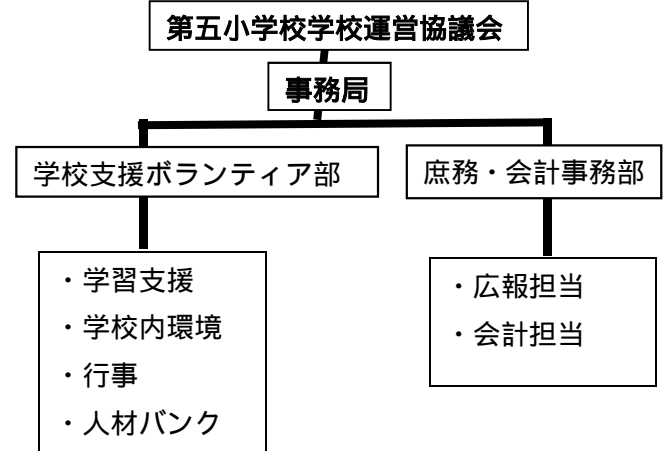 第五小学校学校運営協議会
事務局
学校支援ボランティア部
庶務・会計事務部
・学習支援
・学校内環境
・行事
・人材バンク
・広報担当
・会計担当